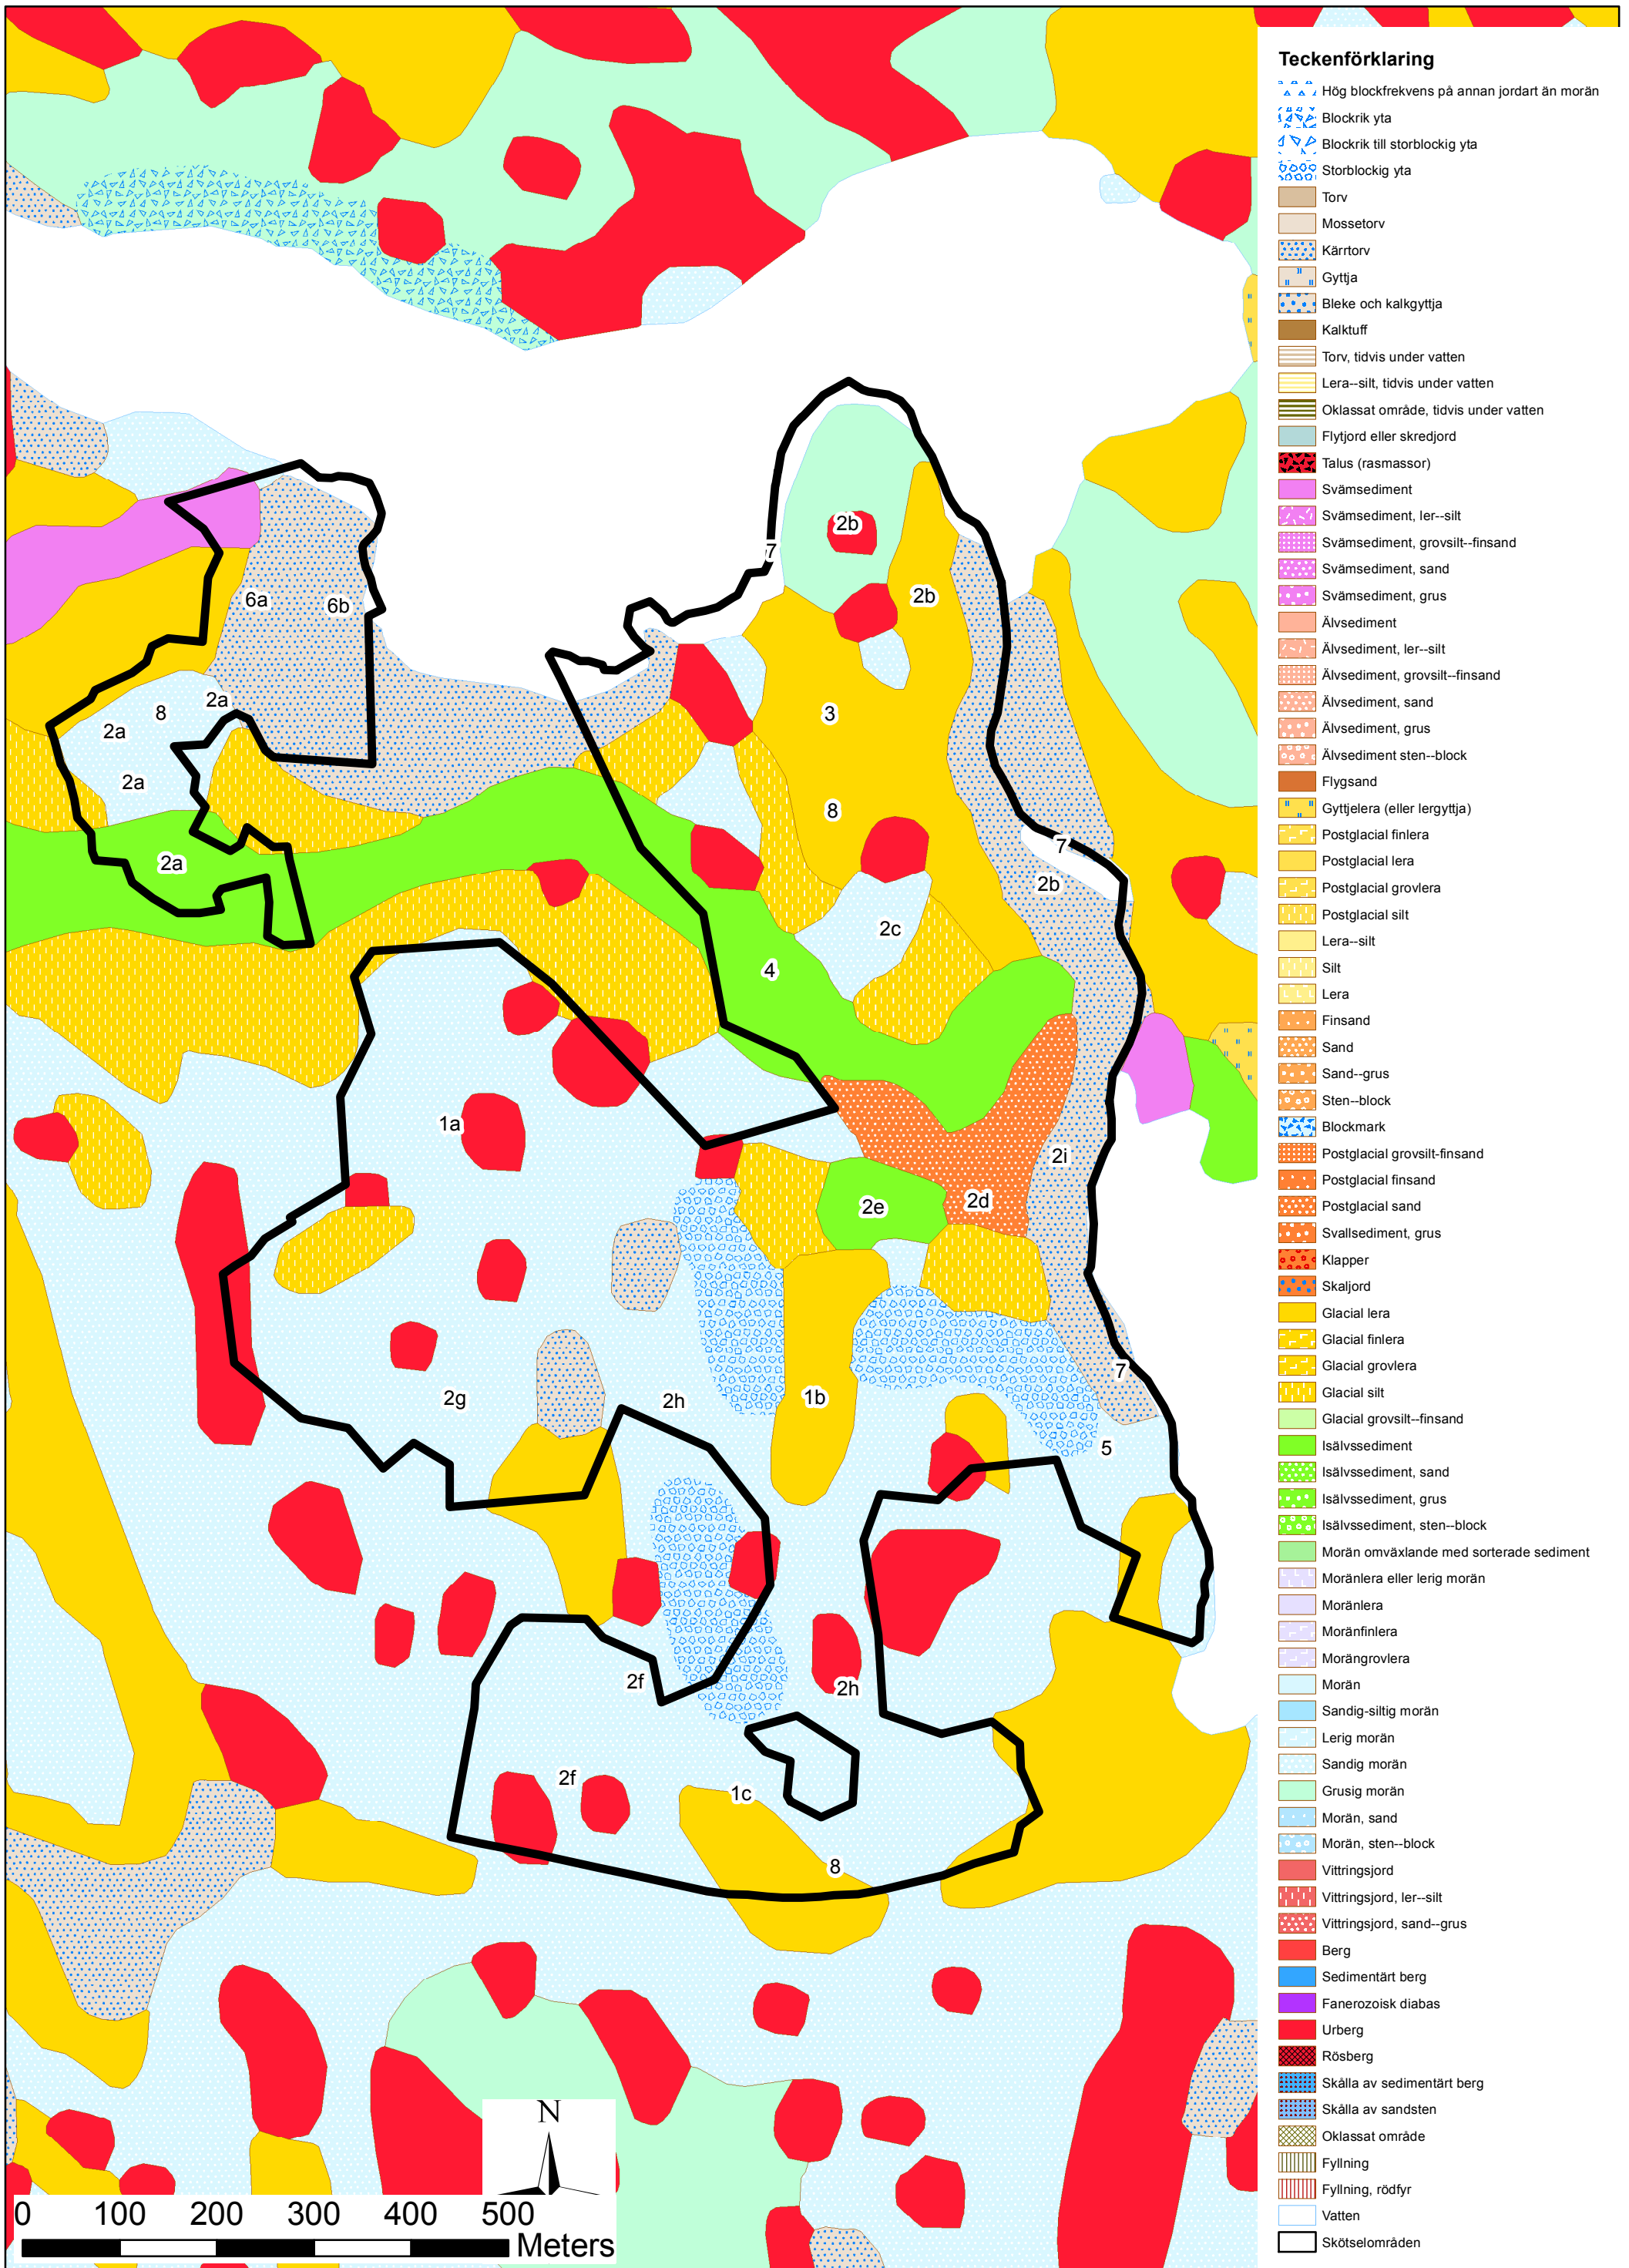 2b
7
2b
6a
6b
2a
8
3
2a
2a
8
7
2a
2b
2c
4
1a
2i
2d
2e
7
2g
2h
1b
5
2f
2h
2f
1c
8
N
0 100 200 300 400 500
Meters
Teckenförklaring
Hög blockfrekvens på annan jordart än morän
Blockrik yta
Blockrik till storblockig yta
Storblockig yta
Torv
Mossetorv
Kärrtorv
Gyttja
Bleke och kalkgyttja
Kalktuff
Torv, tidvis under vatten
Lera--silt, tidvis under vatten
Oklassat område, tidvis under vatten
Flytjord eller skredjord
Talus (rasmassor)
Svämsediment
Svämsediment, ler--silt
Svämsediment, grovsilt--finsand
Svämsediment, sand
Svämsediment, grus
Älvsediment
Älvsediment, ler--silt
Älvsediment, grovsilt--finsand
Älvsediment, sand
Älvsediment, grus
Älvsediment sten--block
Flygsand
Gyttjelera (eller lergyttja)
Postglacial finlera
Postglacial lera
Postglacial grovlera
Postglacial silt
Lera--silt
Silt
Lera
Finsand
Sand
Sand--grus
Sten--block
Blockmark
Postglacial grovsilt-finsand
Postglacial finsand
Postglacial sand
Svallsediment, grus
Klapper
Skaljord
Glacial lera
Glacial finlera
Glacial grovlera
Glacial silt
Glacial grovsilt--finsand
Isälvssediment
Isälvssediment, sand
Isälvssediment, grus
Isälvssediment, sten--block
Morän omväxlande med sorterade sediment
Moränlera eller lerig morän
Moränlera
Moränfinlera
Morängrovlera
Morän
Sandig-siltig morän
Lerig morän
Sandig morän
Grusig morän
Morän, sand
Morän, sten--block
Vittringsjord
Vittringsjord, ler--silt
Vittringsjord, sand--grus
Berg
Sedimentärt berg
Fanerozoisk diabas
Urberg
Rösberg
Skålla av sedimentärt berg
Skålla av sandsten
Oklassat område
Fyllning
Fyllning, rödfyr
Vatten
Skötselområden